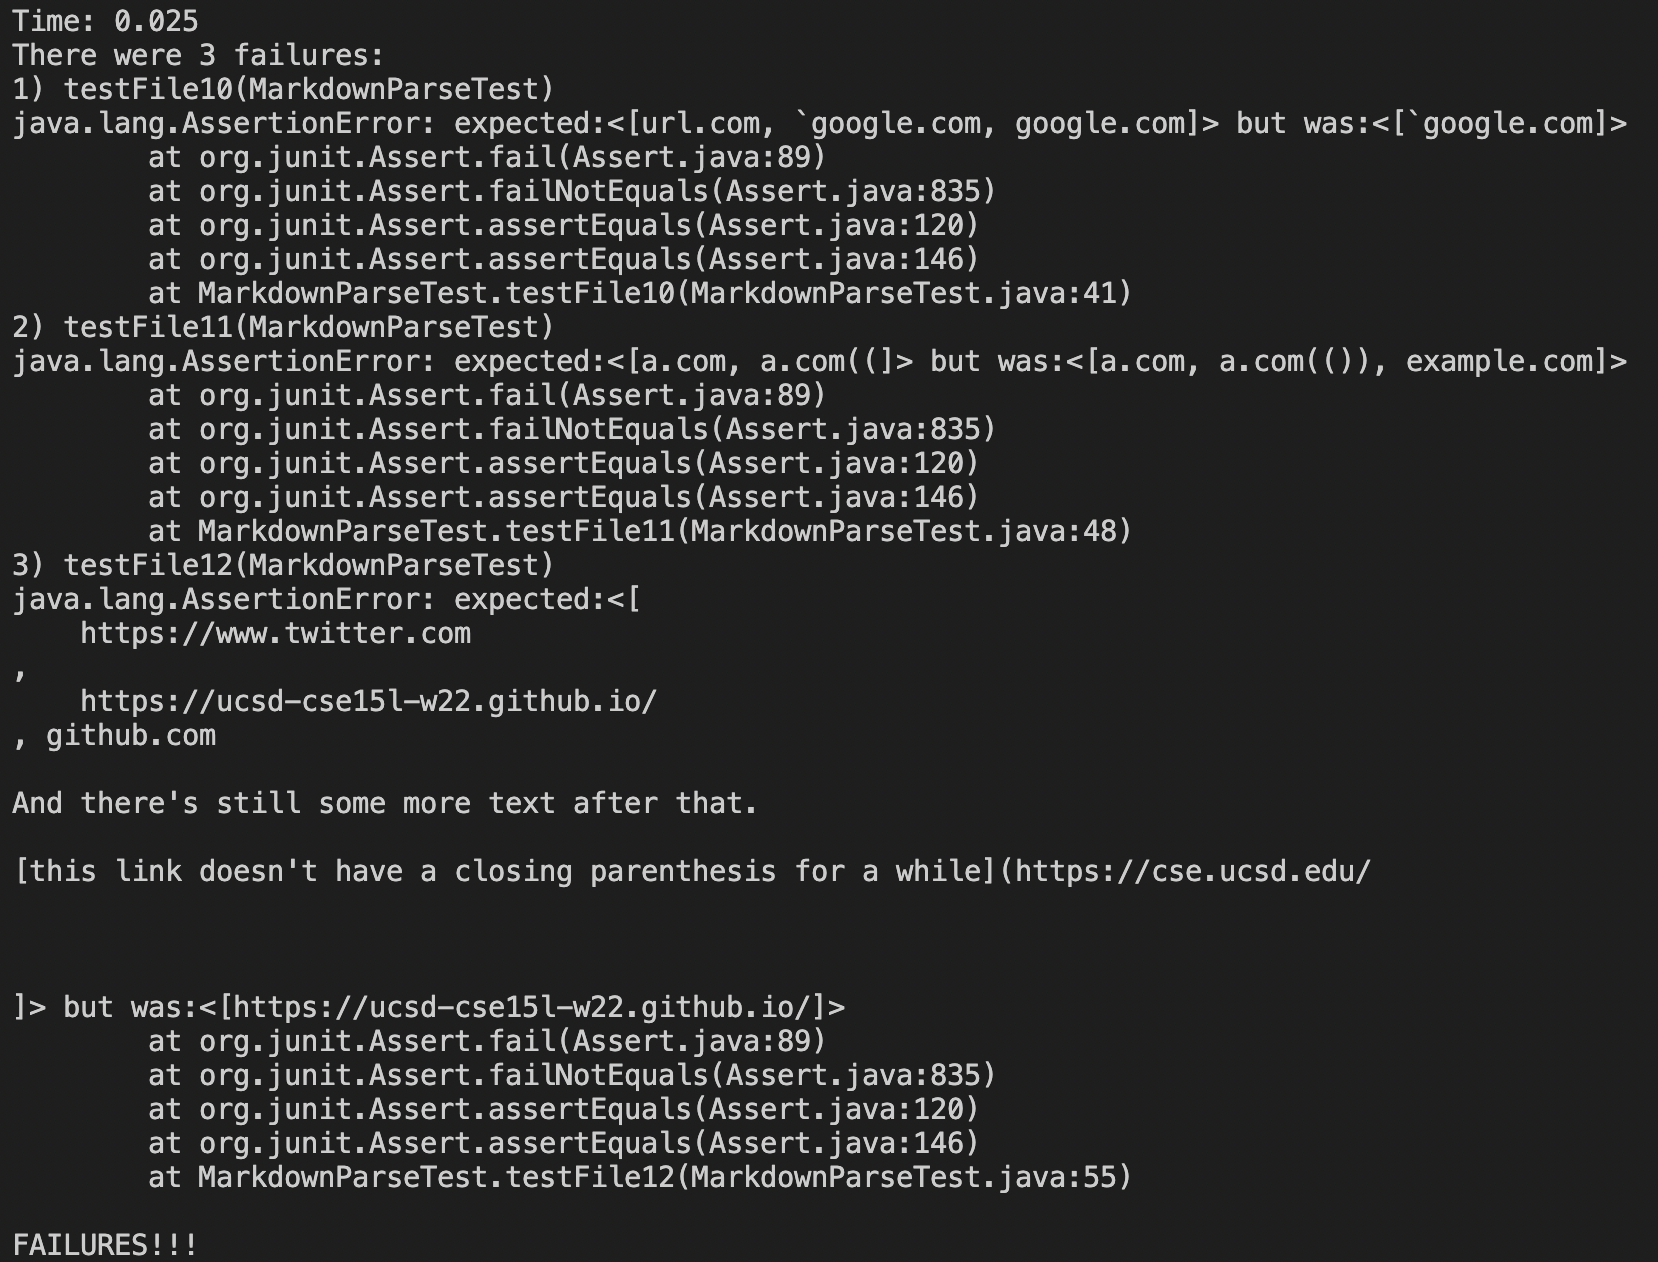 Time: 0.025
There were 3 failures:
1) testFile10(MarkdownParseTest)
java.lang.AssertionError: expected:<[url.com, `google.com, google.com]> but was:<[`google.com]>
        at org.junit.Assert.fail(Assert.java:89)
        at org.junit.Assert.failNotEquals(Assert.java:835)
        at org.junit.Assert.assertEquals(Assert.java:120)
        at org.junit.Assert.assertEquals(Assert.java:146)
        at MarkdownParseTest.testFile10(MarkdownParseTest.java:41)
2) testFile11(MarkdownParseTest)
java.lang.AssertionError: expected:<[a.com, a.com((]> but was:<[a.com, a.com(()), example.com]>
        at org.junit.Assert.fail(Assert.java:89)
        at org.junit.Assert.failNotEquals(Assert.java:835)
        at org.junit.Assert.assertEquals(Assert.java:120)
        at org.junit.Assert.assertEquals(Assert.java:146)
        at MarkdownParseTest.testFile11(MarkdownParseTest.java:48)
3) testFile12(MarkdownParseTest)
java.lang.AssertionError: expected:<[
    https://www.twitter.com
,
    https://ucsd-cse15l-w22.github.io/
, github.com

And there's still some more text after that.

[this link doesn't have a closing parenthesis for a while](https://cse.ucsd.edu/



]> but was:<[https://ucsd-cse15l-w22.github.io/]>
        at org.junit.Assert.fail(Assert.java:89)
        at org.junit.Assert.failNotEquals(Assert.java:835)
        at org.junit.Assert.assertEquals(Assert.java:120)
        at org.junit.Assert.assertEquals(Assert.java:146)
        at MarkdownParseTest.testFile12(MarkdownParseTest.java:55)

FAILURES!!!